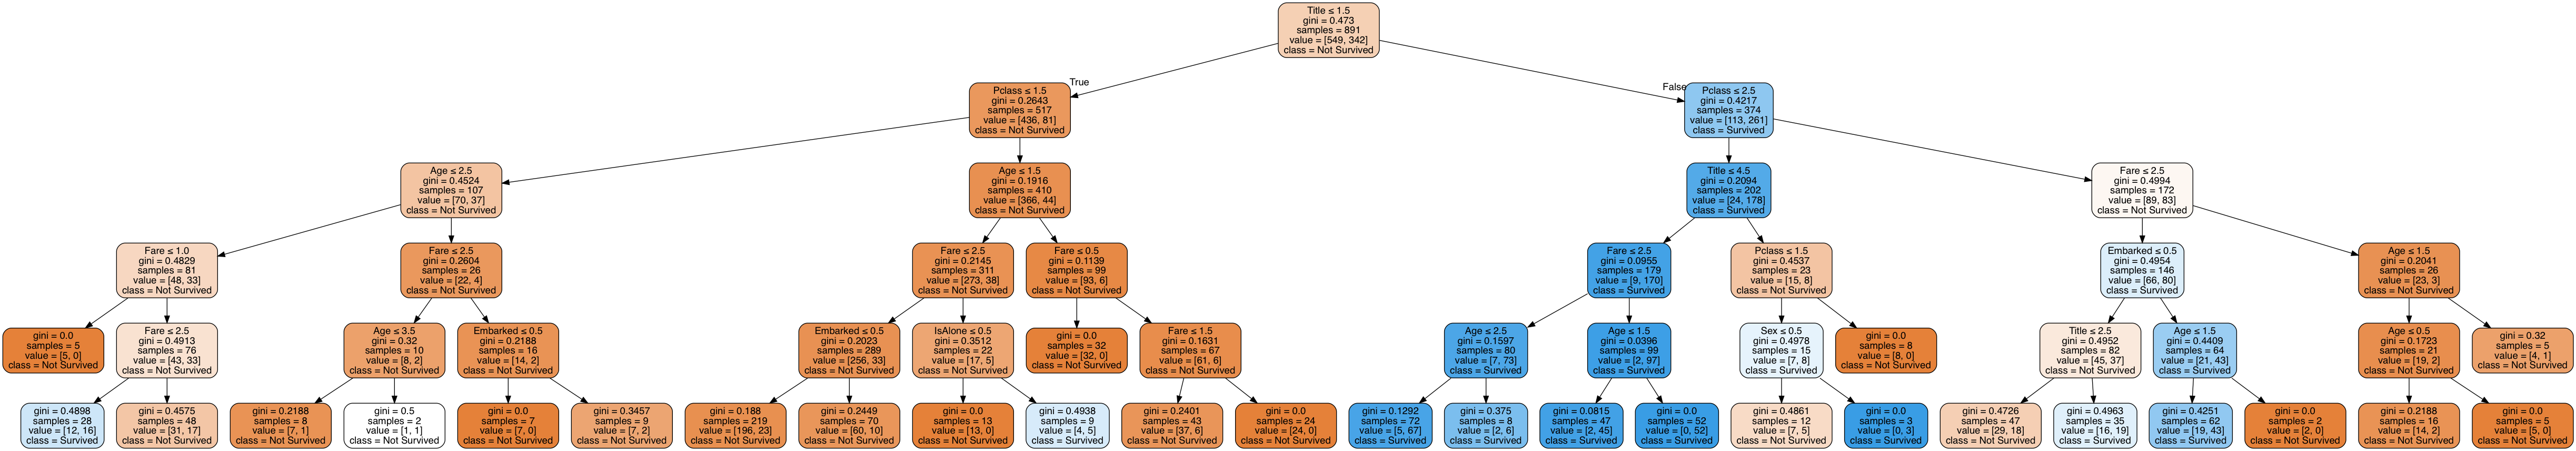 Title ≤ 1.5
gini = 0.473
samples = 891
value = [549, 342]
class = Not Survived
True
False
Pclass ≤ 1.5
gini = 0.2643
samples = 517
value = [436, 81]
class = Not Survived
Pclass ≤ 2.5
gini = 0.4217
samples = 374
value = [113, 261]
class = Survived
Age ≤ 2.5
gini = 0.4524
samples = 107
value = [70, 37]
class = Not Survived
Age ≤ 1.5
gini = 0.1916
samples = 410
value = [366, 44]
class = Not Survived
Title ≤ 4.5
gini = 0.2094
samples = 202
value = [24, 178]
class = Survived
Fare ≤ 2.5
gini = 0.4994
samples = 172
value = [89, 83]
class = Not Survived
Fare ≤ 1.0
gini = 0.4829
samples = 81
value = [48, 33]
class = Not Survived
Fare ≤ 2.5
gini = 0.2604
samples = 26
value = [22, 4]
class = Not Survived
Fare ≤ 2.5
gini = 0.2145
samples = 311
value = [273, 38]
class = Not Survived
Fare ≤ 0.5
gini = 0.1139
samples = 99
value = [93, 6]
class = Not Survived
Fare ≤ 2.5
gini = 0.0955
samples = 179
value = [9, 170]
class = Survived
Pclass ≤ 1.5
gini = 0.4537
samples = 23
value = [15, 8]
class = Not Survived
Embarked ≤ 0.5
gini = 0.4954
samples = 146
value = [66, 80]
class = Survived
Age ≤ 1.5
gini = 0.2041
samples = 26
value = [23, 3]
class = Not Survived
gini = 0.0
samples = 5
value = [5, 0]
class = Not Survived
Fare ≤ 2.5
gini = 0.4913
samples = 76
value = [43, 33]
class = Not Survived
Age ≤ 3.5
gini = 0.32
samples = 10
value = [8, 2]
class = Not Survived
Embarked ≤ 0.5
gini = 0.2188
samples = 16
value = [14, 2]
class = Not Survived
Embarked ≤ 0.5
gini = 0.2023
samples = 289
value = [256, 33]
class = Not Survived
IsAlone ≤ 0.5
gini = 0.3512
samples = 22
value = [17, 5]
class = Not Survived
gini = 0.0
samples = 32
value = [32, 0]
class = Not Survived
Fare ≤ 1.5
gini = 0.1631
samples = 67
value = [61, 6]
class = Not Survived
Age ≤ 2.5
gini = 0.1597
samples = 80
value = [7, 73]
class = Survived
Age ≤ 1.5
gini = 0.0396
samples = 99
value = [2, 97]
class = Survived
Sex ≤ 0.5
gini = 0.4978
samples = 15
value = [7, 8]
class = Survived
gini = 0.0
samples = 8
value = [8, 0]
class = Not Survived
Title ≤ 2.5
gini = 0.4952
samples = 82
value = [45, 37]
class = Not Survived
Age ≤ 1.5
gini = 0.4409
samples = 64
value = [21, 43]
class = Survived
Age ≤ 0.5
gini = 0.1723
samples = 21
value = [19, 2]
class = Not Survived
gini = 0.32
samples = 5
value = [4, 1]
class = Not Survived
gini = 0.4898
samples = 28
value = [12, 16]
class = Survived
gini = 0.4575
samples = 48
value = [31, 17]
class = Not Survived
gini = 0.2188
samples = 8
value = [7, 1]
class = Not Survived
gini = 0.5
samples = 2
value = [1, 1]
class = Not Survived
gini = 0.0
samples = 7
value = [7, 0]
class = Not Survived
gini = 0.3457
samples = 9
value = [7, 2]
class = Not Survived
gini = 0.188
samples = 219
value = [196, 23]
class = Not Survived
gini = 0.2449
samples = 70
value = [60, 10]
class = Not Survived
gini = 0.0
samples = 13
value = [13, 0]
class = Not Survived
gini = 0.4938
samples = 9
value = [4, 5]
class = Survived
gini = 0.2401
samples = 43
value = [37, 6]
class = Not Survived
gini = 0.0
samples = 24
value = [24, 0]
class = Not Survived
gini = 0.1292
samples = 72
value = [5, 67]
class = Survived
gini = 0.375
samples = 8
value = [2, 6]
class = Survived
gini = 0.0815
samples = 47
value = [2, 45]
class = Survived
gini = 0.0
samples = 52
value = [0, 52]
class = Survived
gini = 0.4861
samples = 12
value = [7, 5]
class = Not Survived
gini = 0.0
samples = 3
value = [0, 3]
class = Survived
gini = 0.4726
samples = 47
value = [29, 18]
class = Not Survived
gini = 0.4963
samples = 35
value = [16, 19]
class = Survived
gini = 0.4251
samples = 62
value = [19, 43]
class = Survived
gini = 0.0
samples = 2
value = [2, 0]
class = Not Survived
gini = 0.2188
samples = 16
value = [14, 2]
class = Not Survived
gini = 0.0
samples = 5
value = [5, 0]
class = Not Survived